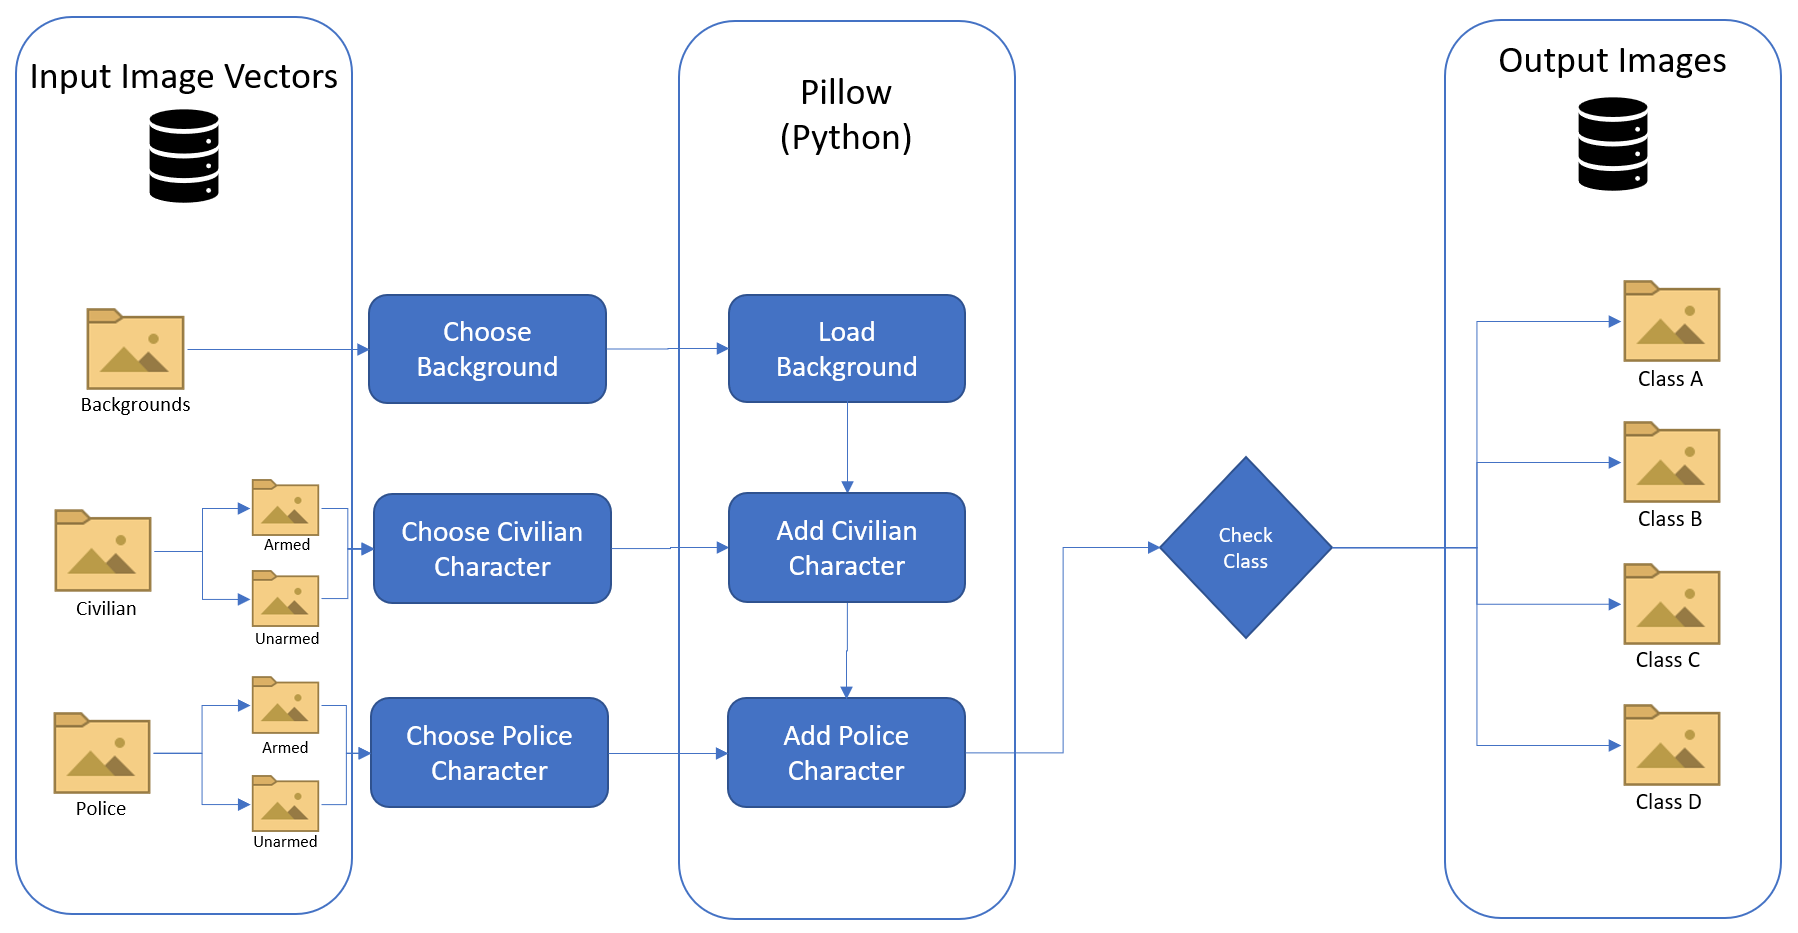 Input Image Vectors
Backgrounds
Civilian
Armed
Unarmed
Police
Armed
Unarmed
Choose
Background
Choose Civilian
Character
Choose Police
Character
Pillow
(Python)
Load
Background
Add Civilian
Character
Add Police
Character
Check
Class
Output Images
Class A
Class B
Class C
Class D